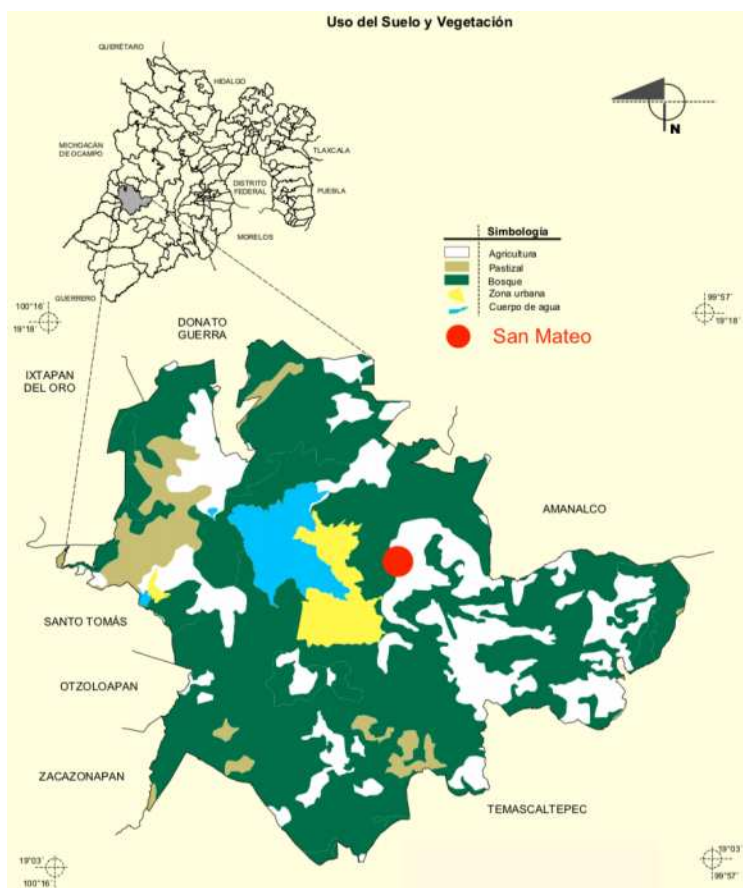 Uso del Suelo y Vegetación
QUERÉTARO
HIDALGO
MICHOACÁN
DE OCAMPO
TLAXCALA
DISTRITO
FEDERAL
PUEBLA
MORELOS
GUERRERO
N
Simbología
Agricultura
Pastizal
Bosque
Zona urbana
Cuerpo de agua
San Mateo
100°16´
19°18´
99°57´
19°18´
DONATO
GUERRA
IXTAPAN
DEL ORO
AMANALCO
SANTO TOMÁS
OTZOLOAPAN
ZACAZONAPAN
TEMASCALTEPEC
19°03´
100°16´
19°03´
99°57´